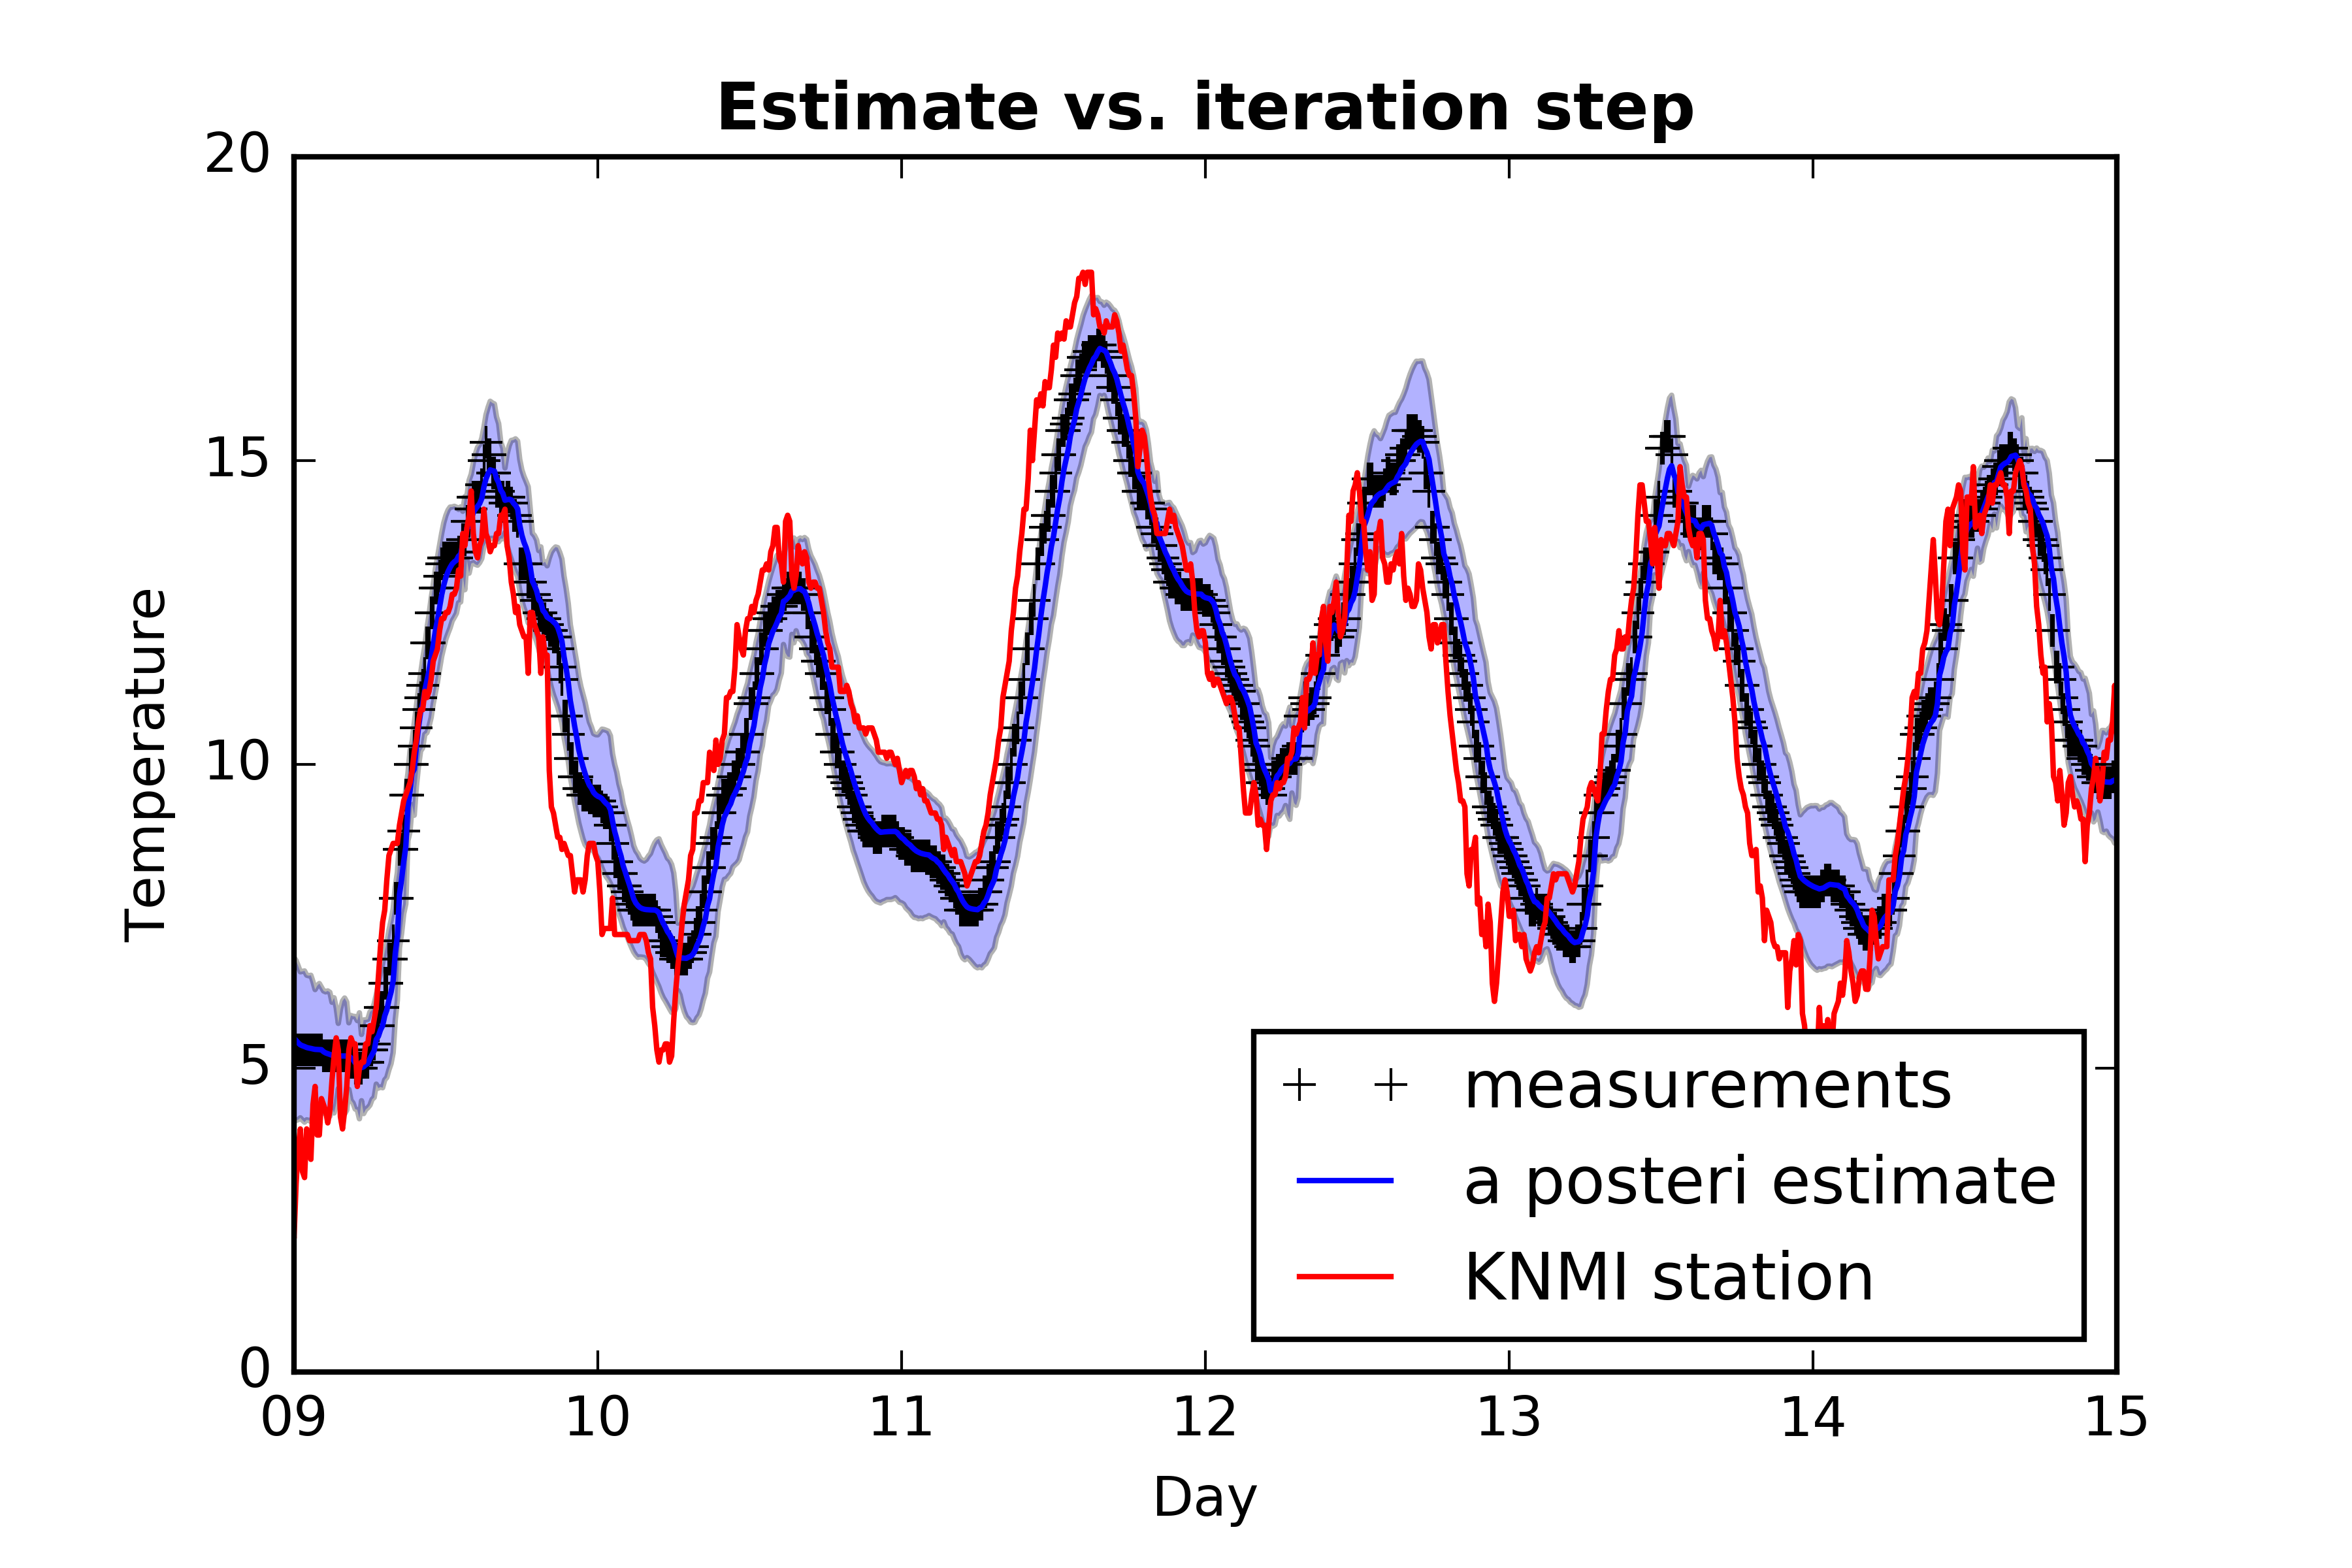 Estimate vs. iteration step
20
15
10
5
0
Temperature
measurements
a posteri estimate
KNMI station
09 10 11 12 13 14 15
Day